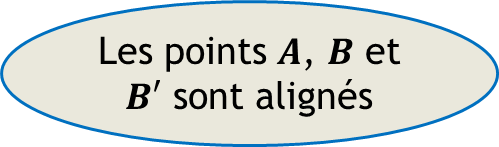 Les points A, B et
B′ sont alignés